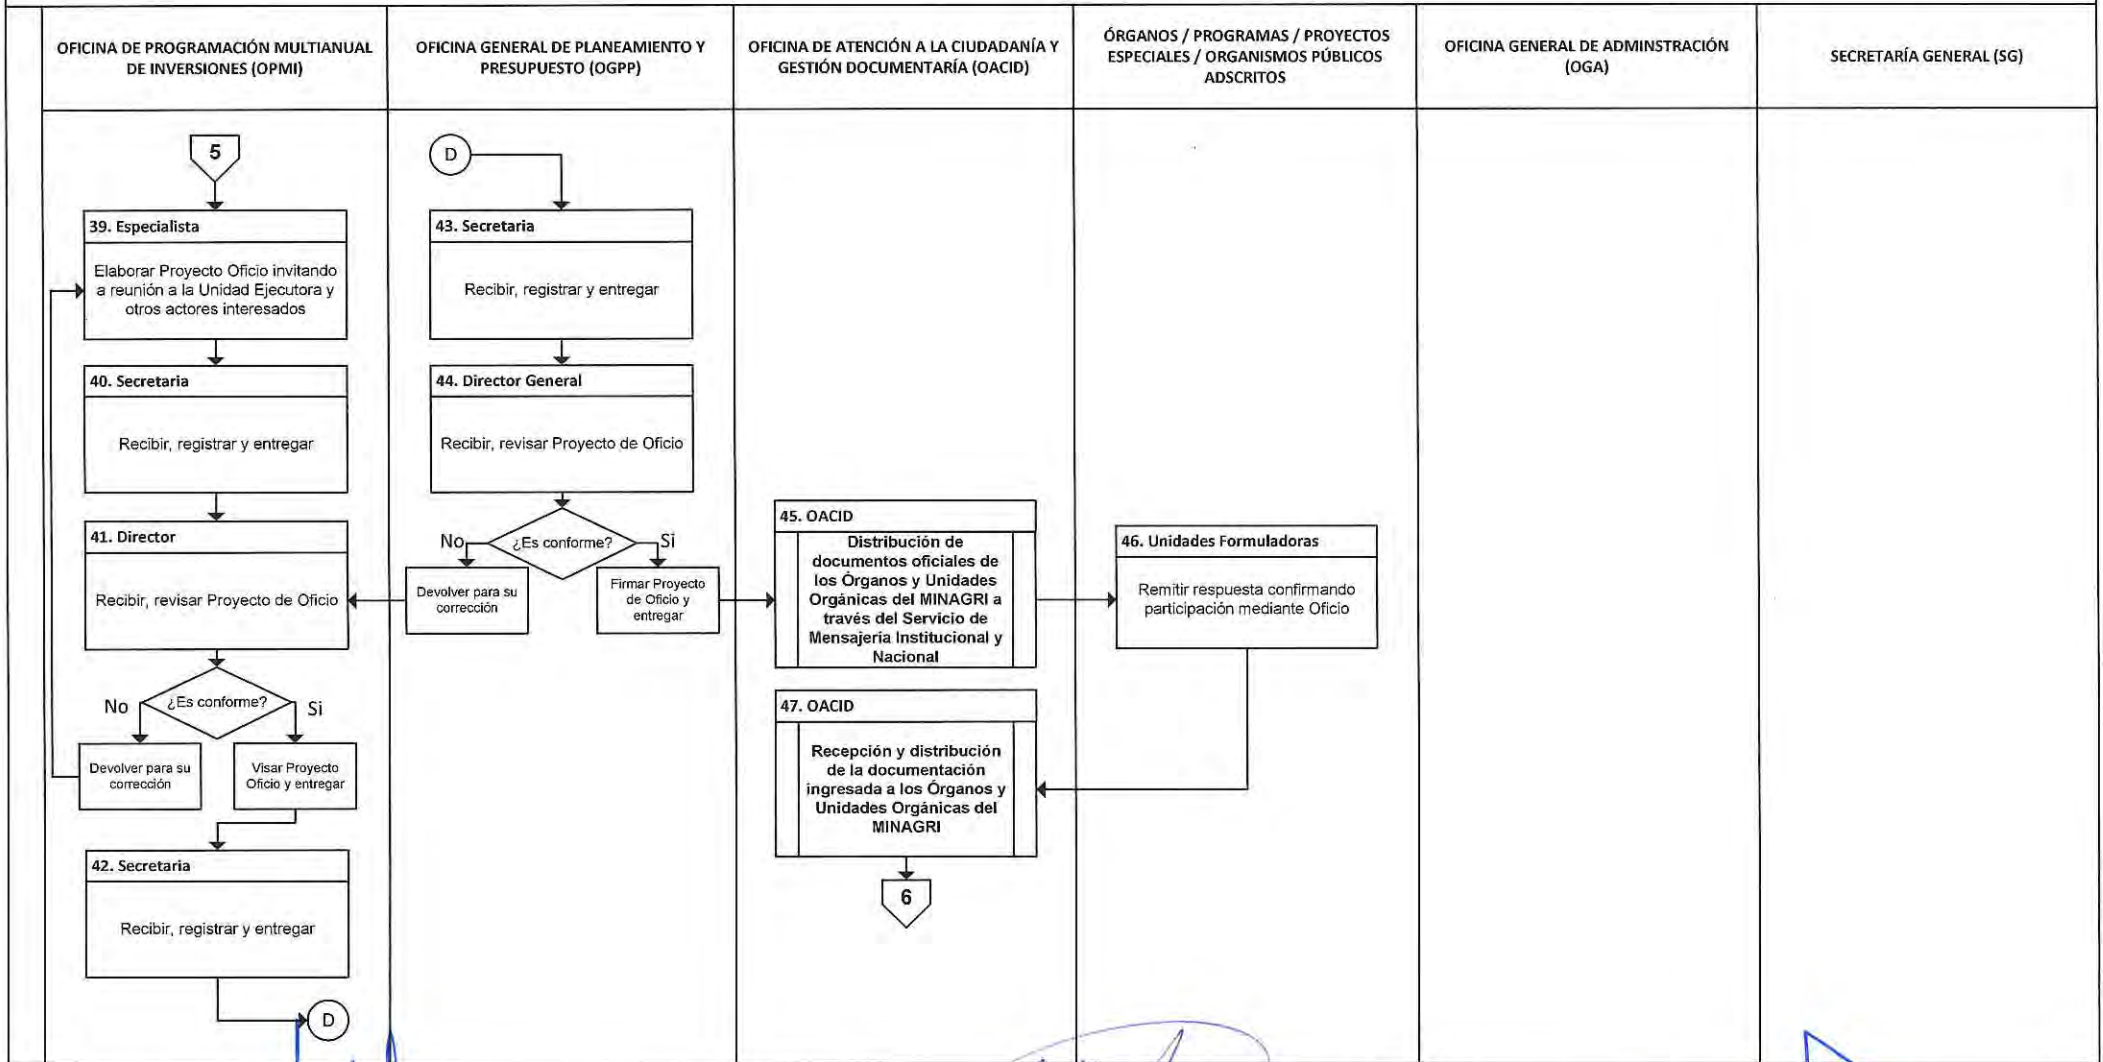 OFICINA DE PROGRAMACIÓN MULTIANUAL
DE INVERSIONES (OPMI)
OFICINA GENERAL DE PLANEAMIENTO Y
PRESUPUESTO (OGPP)
OFICINA DE ATENCIÓN A LA CIUDADANÍA Y
GESTIÓN DOCUMENTARÍA (OACID)
ÓRGANOS / PROGRAMAS / PROYECTOS
ESPECIALES / ORGANISMOS PÚBLICOS
ADSCRITOS
OFICINA GENERAL DE ADMINSTRACIÓN
(OGA)
SECRETARÍA GENERAL (SG)
5
39. Especialista
Elaborar Proyecto Oficio invitando
a reunión a la Unidad Ejecutora y
otros actores interesados
40. Secretaria
Recibir, registrar y entregar
41. Director
Recibir, revisar Proyecto de Oficio
¿Es conforme?
No
Si
Devolver para su
corrección
Visar Proyecto
Oficio y entregar
42. Secretaria
Recibir, registrar y entregar
D
D
43. Secretaria
Recibir, registrar y entregar
44. Director General
Recibir, revisar Proyecto de Oficio
¿Es conforme?
No
Si
Devolver para su
corrección
Firmar Proyecto
de Oficio y
entregar
45. OACID
Distribución de
documentos oficiales de
los Órganos y Unidades
Orgánicas del MINAGRI a
través del Servicio de
Mensajería Institucional y
Nacional
46. Unidades Formuladoras
Remitir respuesta confirmando
participación mediante Oficio
47. OACID
Recepción y distribución
de la documentación
ingresada a los Órganos y
Unidades Orgánicas del
MINAGRI
6